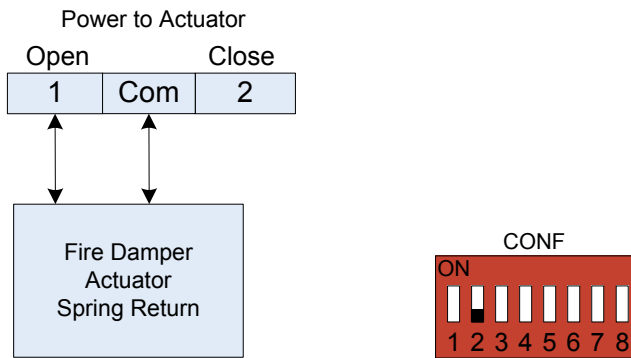 Power to Actuator
Open Close
1 Com 2
Fire Damper
Actuator
Spring Return
CONF
ON
1 2 3 4 5 6 7 8